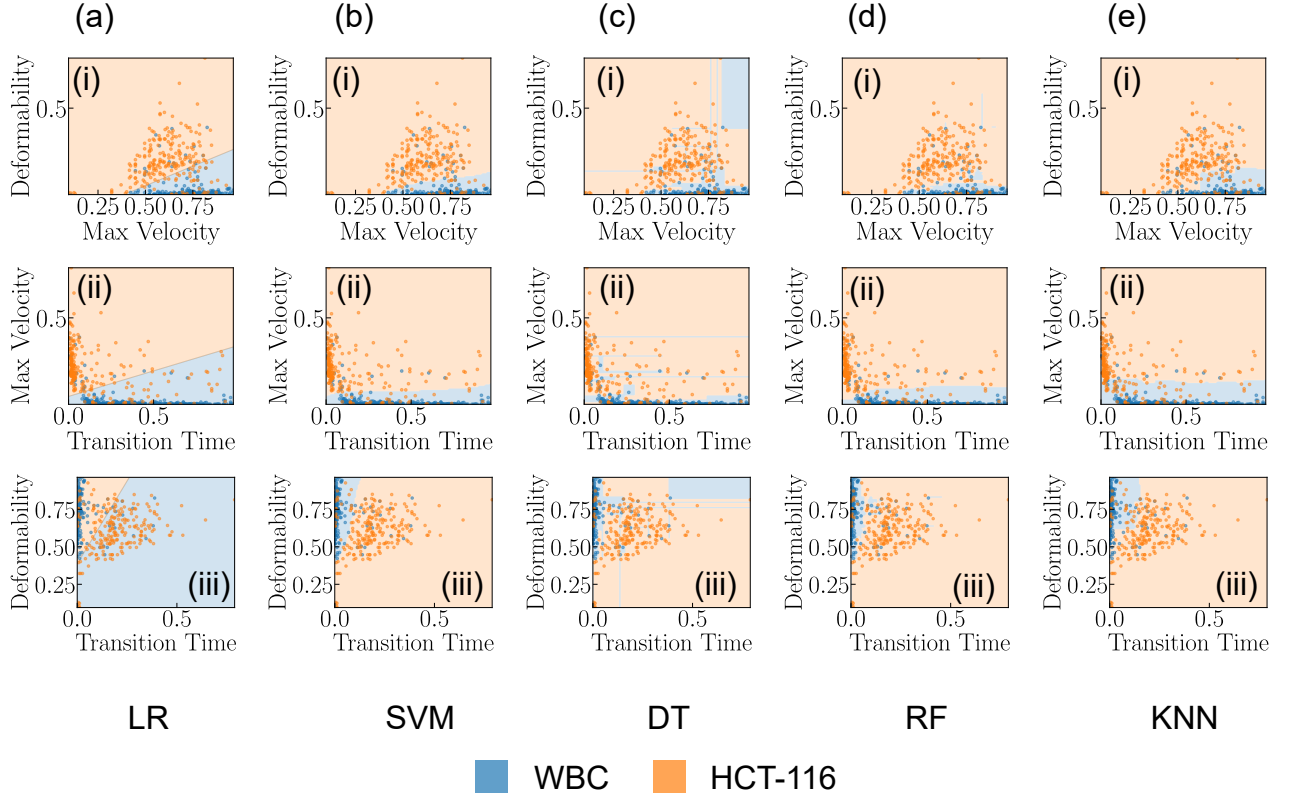 (a) (b) (c) (d) (e)
(i) (i) (i) (i) (i)
Deformability Deformability Deformability Deformability Deformability
0.5 0.5 0.5 0.5 0.5
0.25 0.50 0.75 0.25 0.50 0.75 0.25 0.50 0.75 0.25 0.50 0.75 0.25 0.50 0.75
Max Velocity Max Velocity Max Velocity Max Velocity Max Velocity
(ii) (ii) (ii) (ii) (ii)
Max Velocity Max Velocity Max Velocity Max Velocity Max Velocity
0.5 0.5 0.5 0.5 0.5
0.0 0.5 0.0 0.5 0.0 0.5 0.0 0.5 0.0 0.5
Transition Time Transition Time Transition Time Transition Time Transition Time
Deformability Deformability Deformability Deformability Deformability
0.75 0.75 0.75 0.75 0.75
0.50 0.50 0.50 0.50 0.50
0.25 0.25 0.25 0.25 0.25
(iii) (iii) (iii) (iii) (iii)
0.0 0.5 0.0 0.5 0.0 0.5 0.0 0.5 0.0 0.5
Transition Time Transition Time Transition Time Transition Time Transition Time
LR SVM DT RF KNN
WBC HCT-116